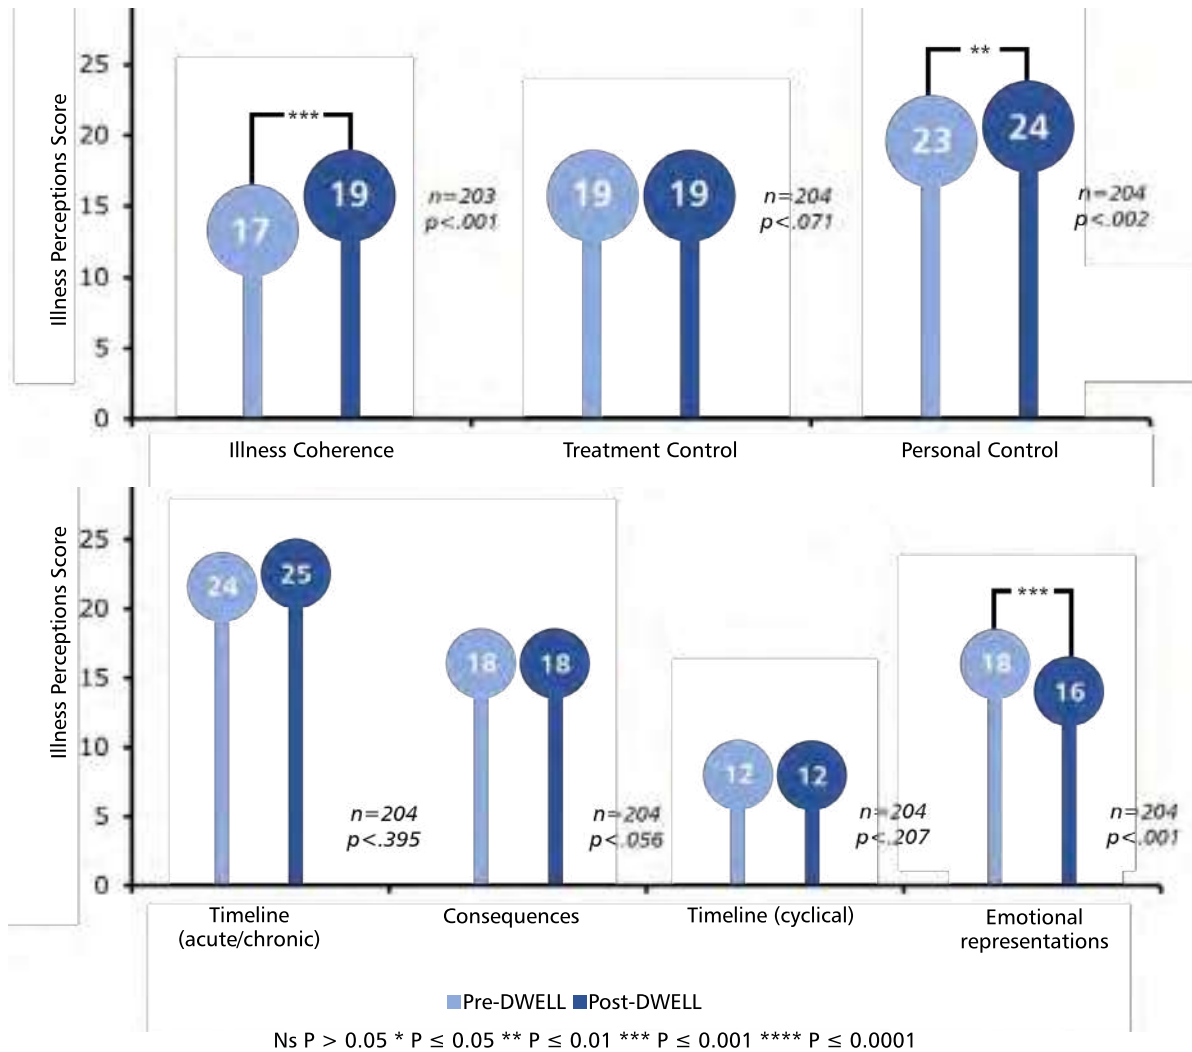 Illness Perceptions Score
25
20
15
10
5
0
***
17
19
n=203
p<.001
19
19
n=204
p<.071
**
23
24
n=204
p<.002
Illness Coherence
Treatment Control
Personal Control
Illness Perceptions Score
25
20
15
10
5
0
24
25
n=204
p<.395
18
18
n=204
p<.056
12
12
n=204
p<.207
***
18
16
n=204
p<.001
Timeline
(acute/chronic)
Consequences
Timeline (cyclical)
Emotional
representations
Pre-DWELL Post-DWELL
Ns P > 0.05 * P ≤ 0.05 ** P ≤ 0.01 *** P ≤ 0.001 **** P ≤ 0.0001